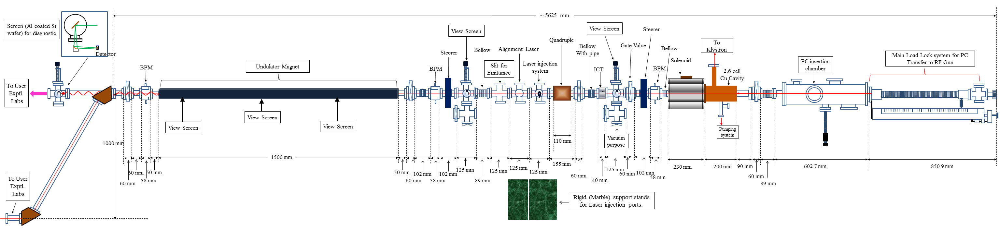 ~ 5625 mm
Screen (Al coated Si
wafer) for diagnostic
Detector
To User
Exptl.
Labs
BPM
Undulator Magnet
BPM
Steerer
View Screen
Bellow
Slit for
Emittance
Alignment Laser
Laser injection
system
Quadruple
Bellow
With pipe
ICT
View Screen
Gate Valve
Steerer
BPM
Bellow
Solenoid
To
Klystron
2.6 cell
Cu Cavity
PC insertion
chamber
Main Load Lock system for PC
Transfer to RF Gun
View Screen
View Screen
View Screen
Vacuum
purpose
Pumping
system
1000 mm
110 mm
60 mm
60 mm
58 mm
50 mm
1500 mm
50 mm
60 mm
102 mm
58 mm
102 mm
125 mm
89 mm
125 mm
125 mm
125 mm
155 mm
60 mm
40 mm
125 mm
60 mm
102 mm
58 mm
230 mm
200 mm
90 mm
60 mm
89 mm
602.7 mm
850.9 mm
To User
Exptl.
Labs
Rigid (Marble) support stands
for Laser injection ports.